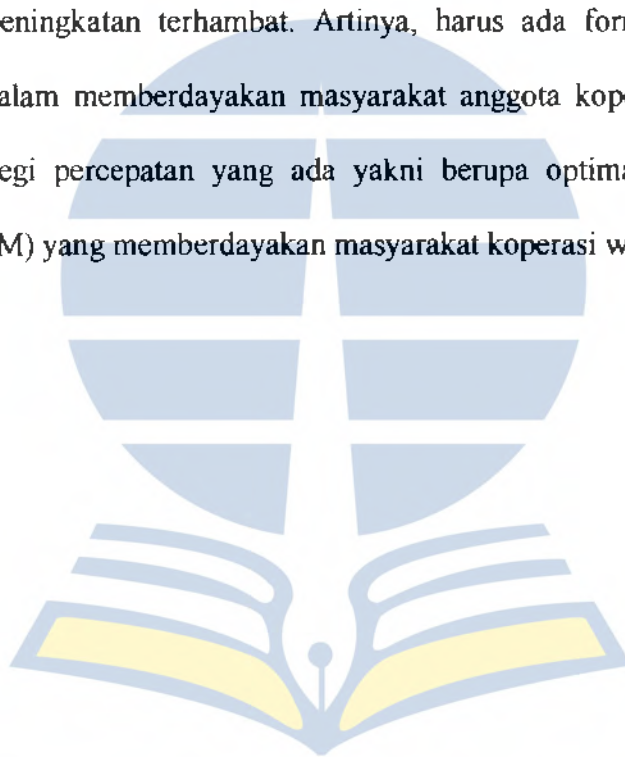 eningkatan terhambat. Artinya, harus ada for
alam memberdayakan masyarakat anggota kop
egi percepatan yang ada yakni berupa optima
M) yang memberdayakan masyarakat koperasi w